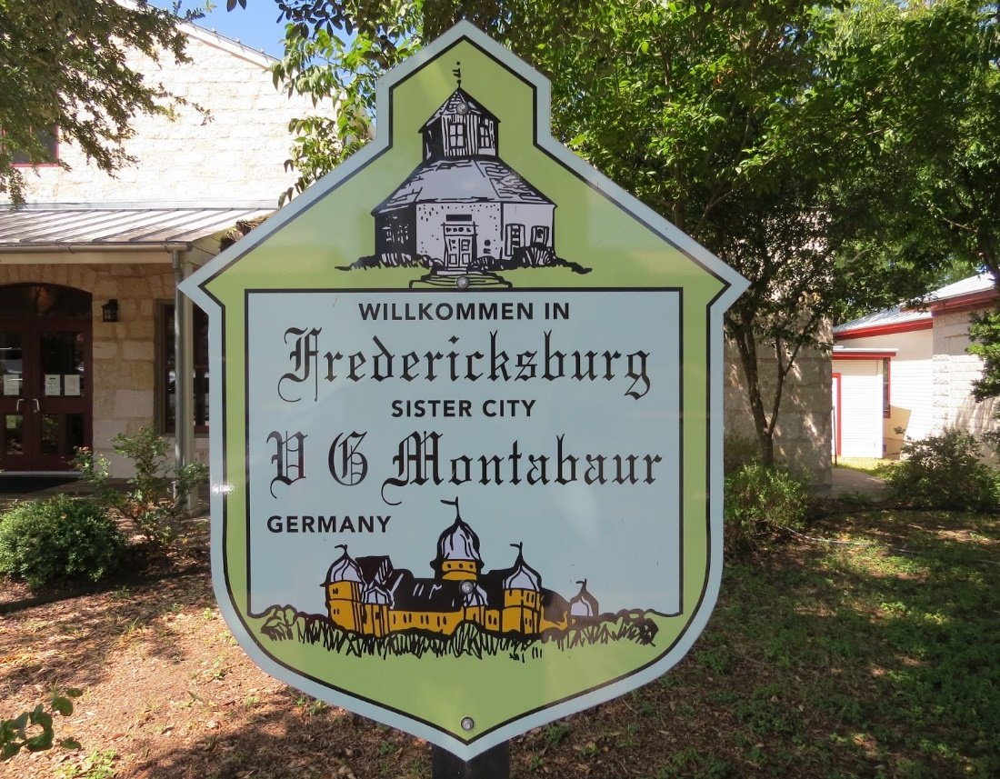 WILLKOMMEN IN
Fredericksburg
SISTER CITY
V G Montabaur
GERMANY